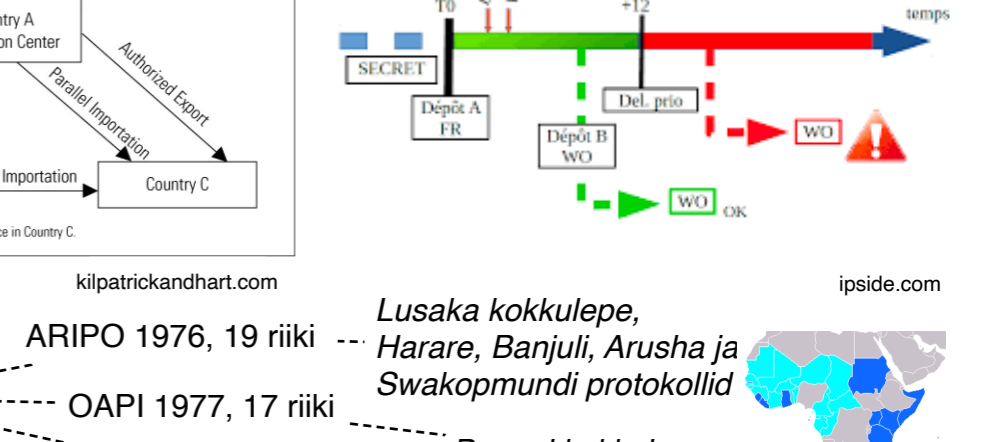 ntry A
on Center
Authorized Export
Parallel Importation
Importation
Country C
ce in Country C.
kilpatrickandhart.com
T0
+12
temps
SECRET
Dépôt A
FR
Del. prio
Dépôt B
WO
WO
WO
OK
ipside.com
ARIPO 1976, 19 riiki
OAPI 1977, 17 riiki
Lusaka kokkulepe,
Harare, Banjuli, Arusha ja
Swakopmundi protokollid